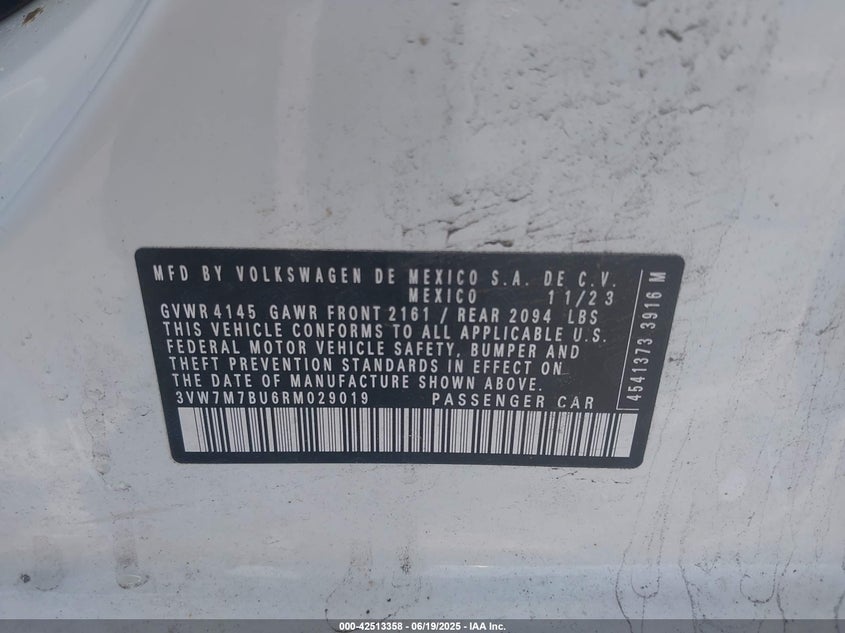 MFD BY VOLKSWAGEN DE MEXICO S.A. DE C.V.
MEXICO 11/23
GVWR 4145 GAWR FRONT 2161 / REAR 2094 LBS
THIS VEHICLE CONFORMS TO ALL APPLICABLE U.S.
FEDERAL MOTOR VEHICLE SAFETY, BUMPER AND
THEFT PREVENTION STANDARDS IN EFFECT ON
THE DATE OF MANUFACTURE SHOWN ABOVE.
3VW7M7BU6RM029019 PASSENGER CAR
4541373 3916 M
000-42513358 - 06/19/2025 - IAA Inc.